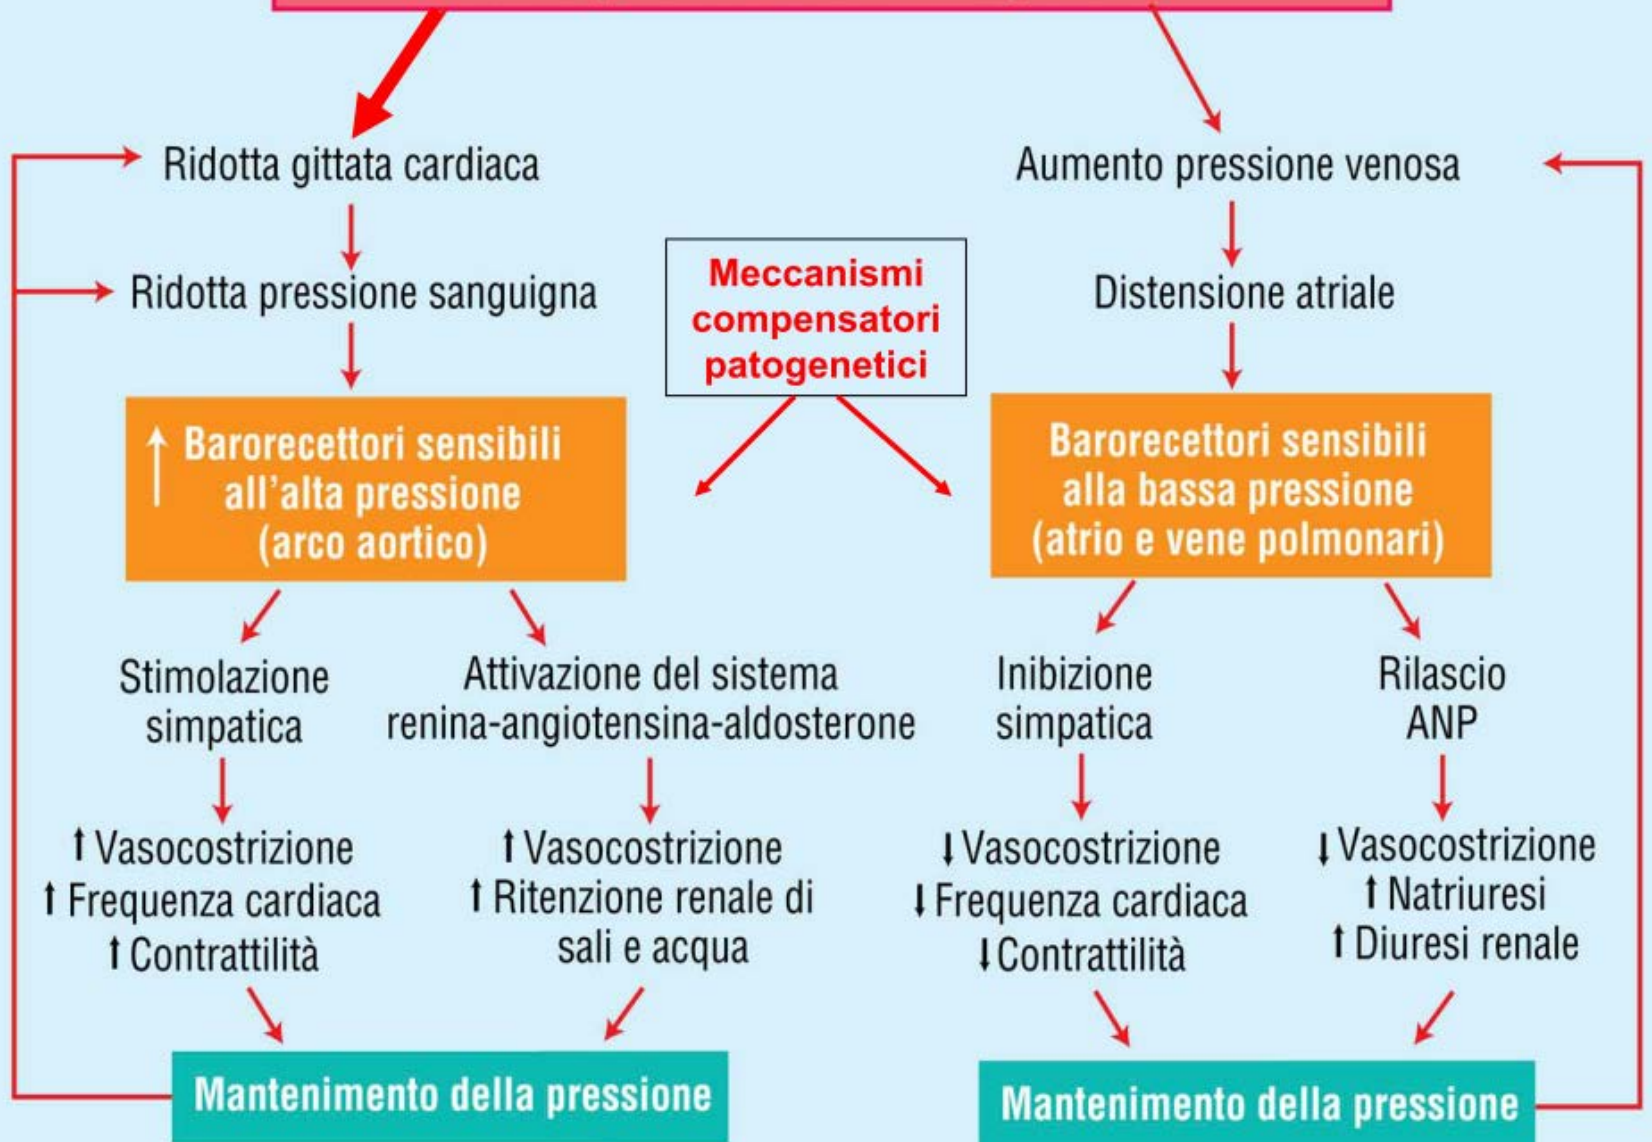 Ridotta gittata cardiaca
Ridotta pressione sanguigna
Barorecettori sensibili
all'alta pressione
(arco aortico)
Stimolazione
simpatica
Attivazione del sistema
renina-angiotensina-aldosterone
↑ Vasocostrizione
↑ Frequenza cardiaca
↑ Contrattilità
↑ Vasocostrizione
↑ Ritenzione renale di
sali e acqua
Mantenimento della pressione
Meccanismi
compensatori
patogenetici
Aumento pressione venosa
Distensione atriale
Barorecettori sensibili
alla bassa pressione
(atrio e vene polmonari)
Inibizione
simpatica
Rilascio
ANP
↓ Vasocostrizione
↓ Frequenza cardiaca
↓ Contrattilità
↓ Vasocostrizione
↑ Natriuresi
↑ Diuresi renale
Mantenimento della pressione